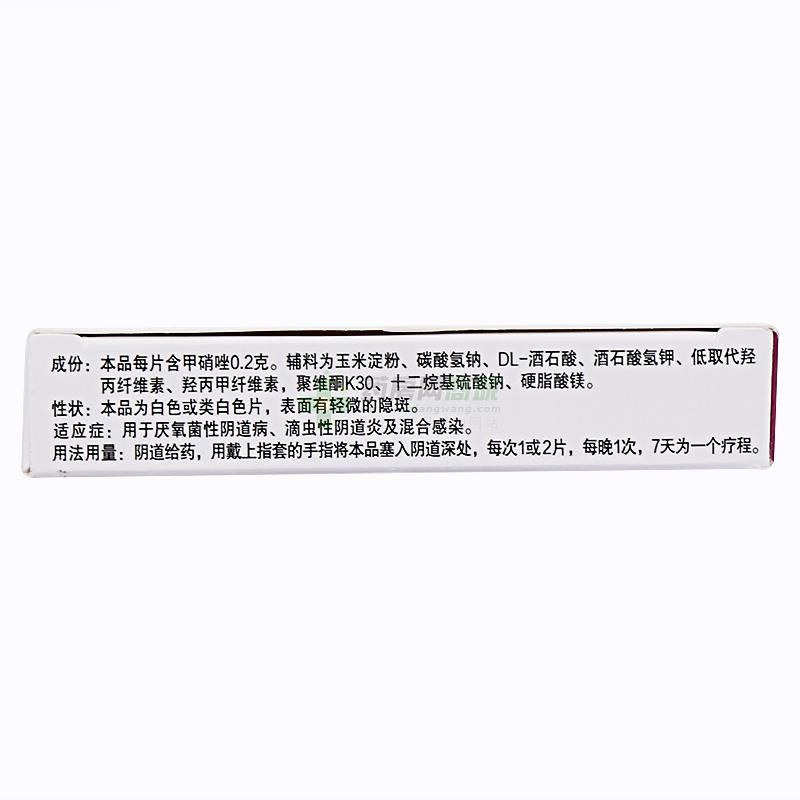 成份：本品每片含甲硝唑0.2克。辅料为玉米淀粉、碳酸氢钠、DL-酒石酸、酒石酸氢钾、低取代羟
丙纤维素、羟丙甲纤维素，聚维酮K30、十二烷基硫酸钠、硬脂酸镁。
性状：本品为白色或类白色片，表面有轻微的隐斑。
适应症：用于厌氧菌性阴道病、滴虫性阴道炎及混合感染。
用法用量：阴道给药，用戴上指套的手指将本品塞入阴道深处，每次1或2片，每晚1次，7天为一个疗程。